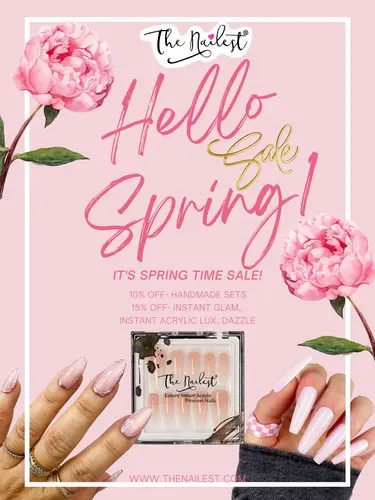 The Nailest®
Hello
Sale
Spring!
IT'S SPRING TIME SALE!
10% OFF- HANDMADE SETS
15% OFF- INSTANT GLAM,
INSTANT ACRYLIC LUX, DAZZLE
The Nailest®
Luxury Instant Acrylic
Press-on Nails
WWW.THENAILEST.COM